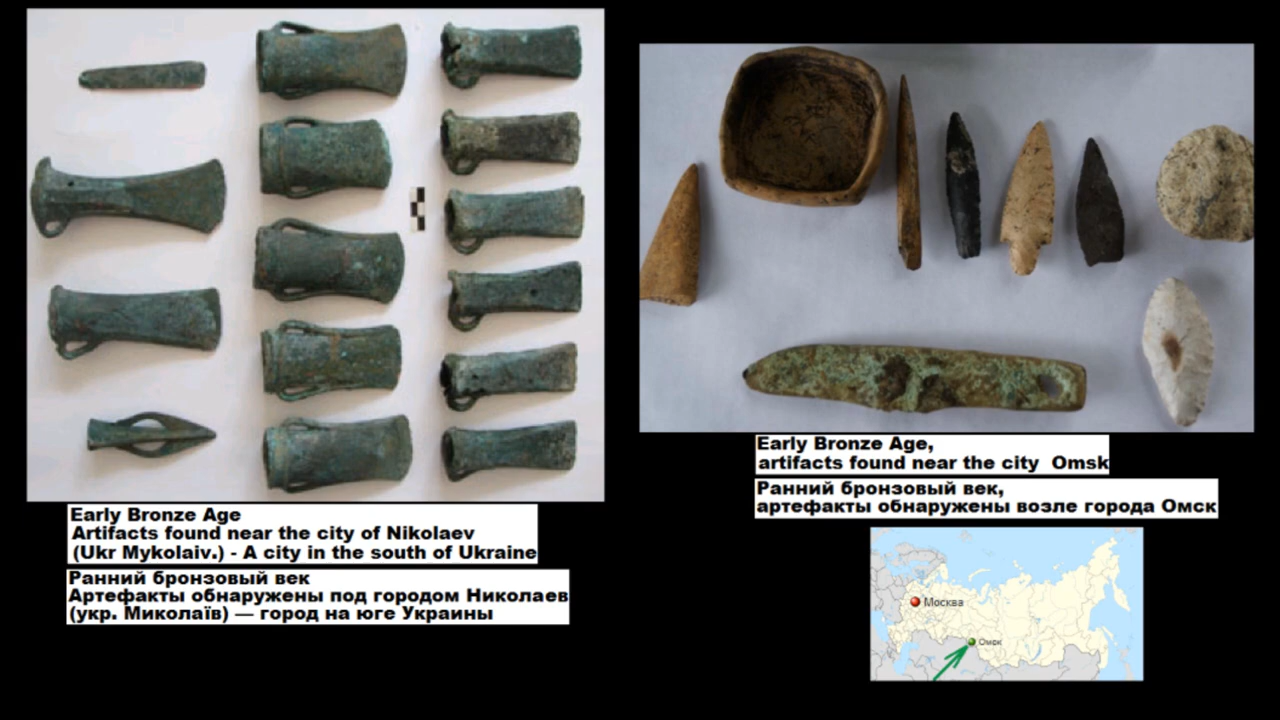 Early Bronze Age
Artifacts found near the city of Nikolaev
(Ukr Mykolaiv.) - A city in the south of Ukraine
Ранний бронзовый век
Артефакты обнаружены под городом Николаев
(укр. Миколаїв) — город на юге Украины
Early Bronze Age,
artifacts found near the city Omsk
Ранний бронзовый век,
артефакты обнаружены возле города Омск
Москва
Омск